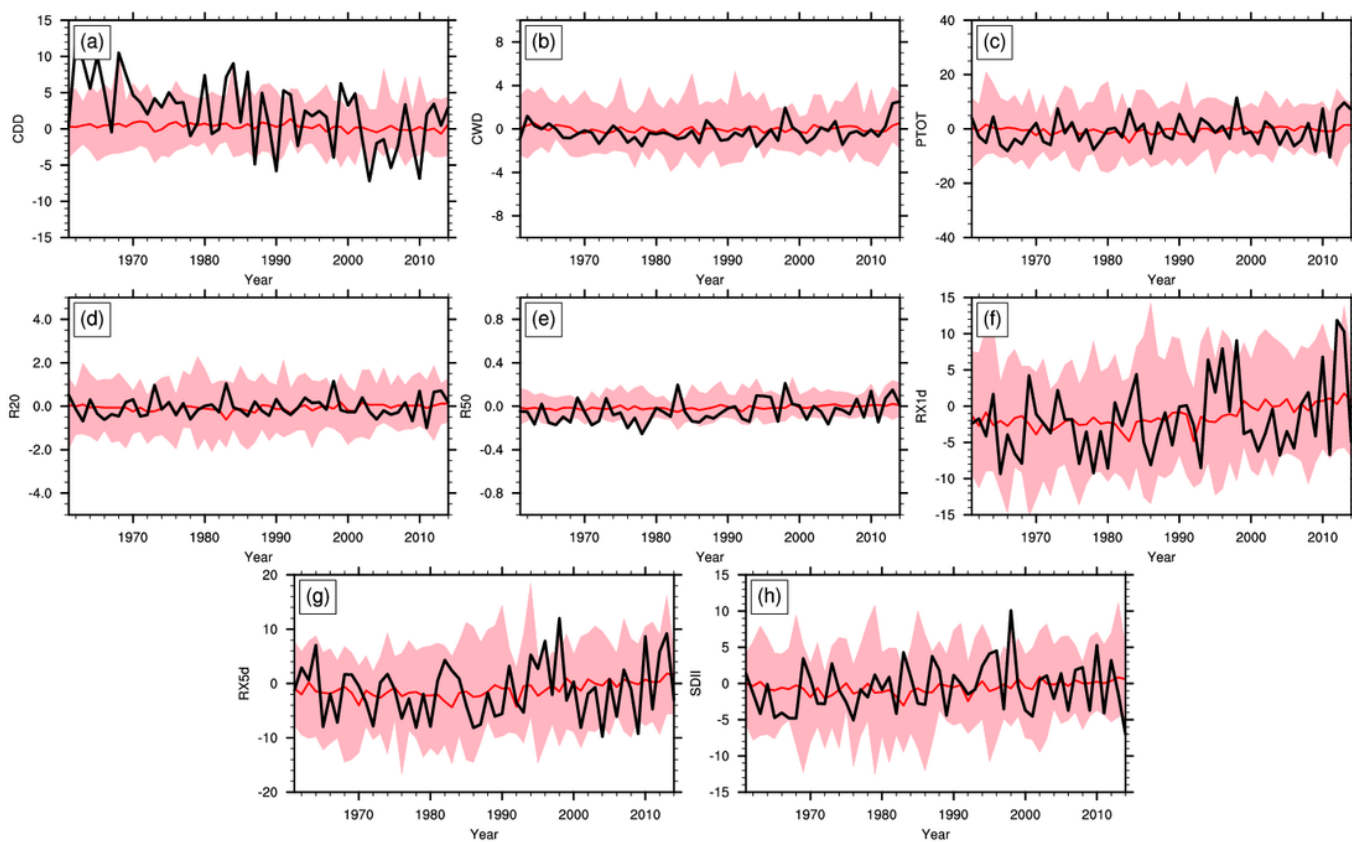 15
10
5
0
-5
-10
-15
CDD
(a)
1970 1980 1990 2000 2010
Year
8
4
0
-4
-8
CWD
(b)
1970 1980 1990 2000 2010
Year
40
20
0
-20
-40
PTOT
(c)
1970 1980 1990 2000 2010
Year
4.0
2.0
0.0
-2.0
-4.0
(d)
1970 1980 1990 2000 2010
Year
R20
0.8
0.4
0.0
-0.4
-0.8
R50
(e)
1970 1980 1990 2000 2010
Year
15
10
5
0
-5
-10
-15
RX1d
(f)
1970 1980 1990 2000 2010
Year
20
10
0
-10
-20
RX5d
(g)
1970 1980 1990 2000 2010
Year
15
10
5
0
-5
-10
-15
SDII
(h)
1970 1980 1990 2000 2010
Year